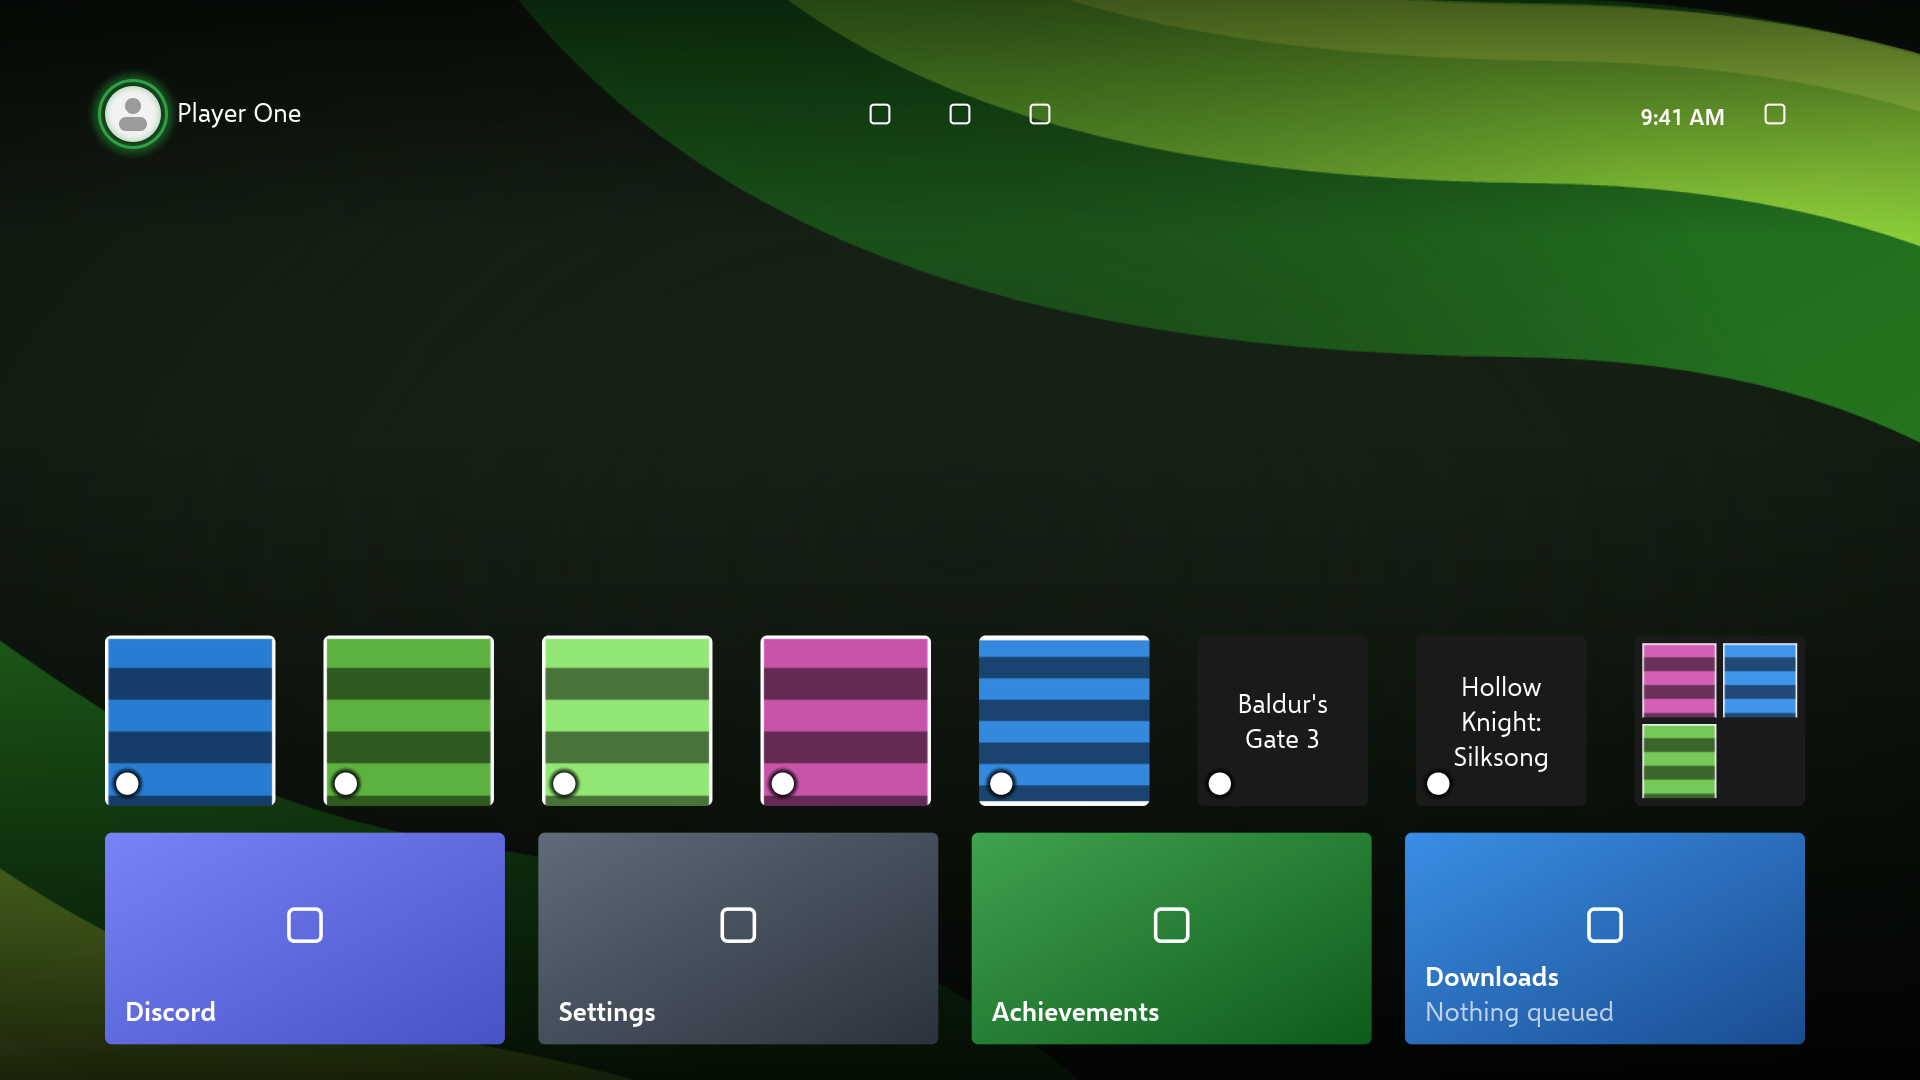 Player One
9:41 AM
Baldur's
Gate 3
Hollow
Knight:
Silksong
Discord
Settings
Achievements
Downloads
Nothing queued